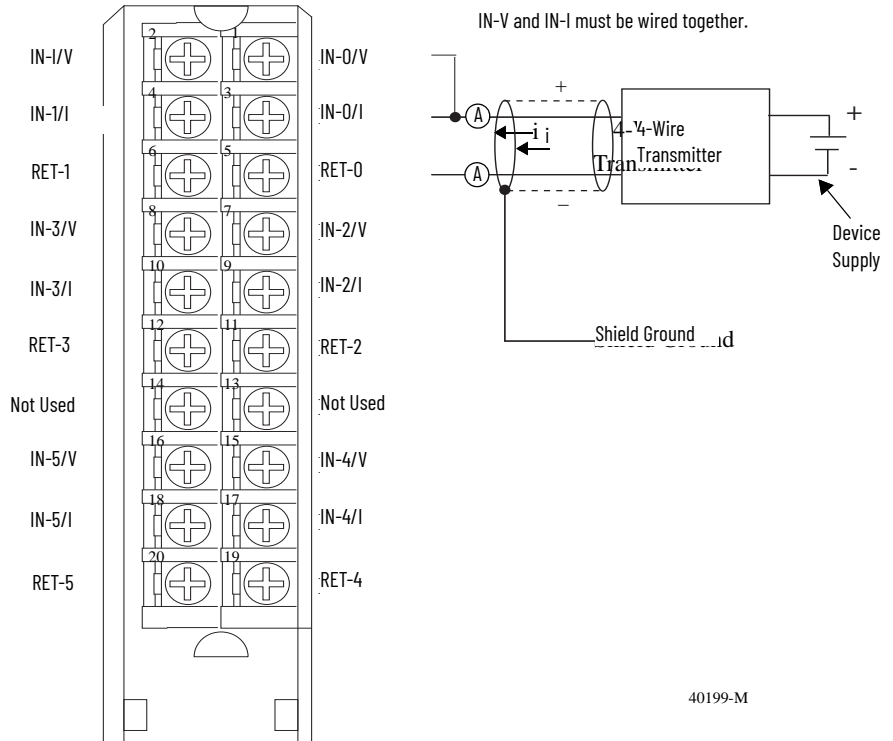 IN-V and IN-I must be wired together.
2 1
IN-I/V IN-0/V
4 3
IN-1/I IN-0/I
6 5
RET-1 RET-0
8 7
IN-3/V IN-2/V
10 9
IN-3/I IN-2/I
12 11
RET-3 RET-2
14 13
Not Used Not Used
16 15
IN-5/V IN-4/V
18 17
IN-5/I IN-4/I
20 19
RET-5 RET-4
+
A
i i
A
–
4-Wire
Transmitter
+
-
Device
Supply
Shield Ground
40199-M